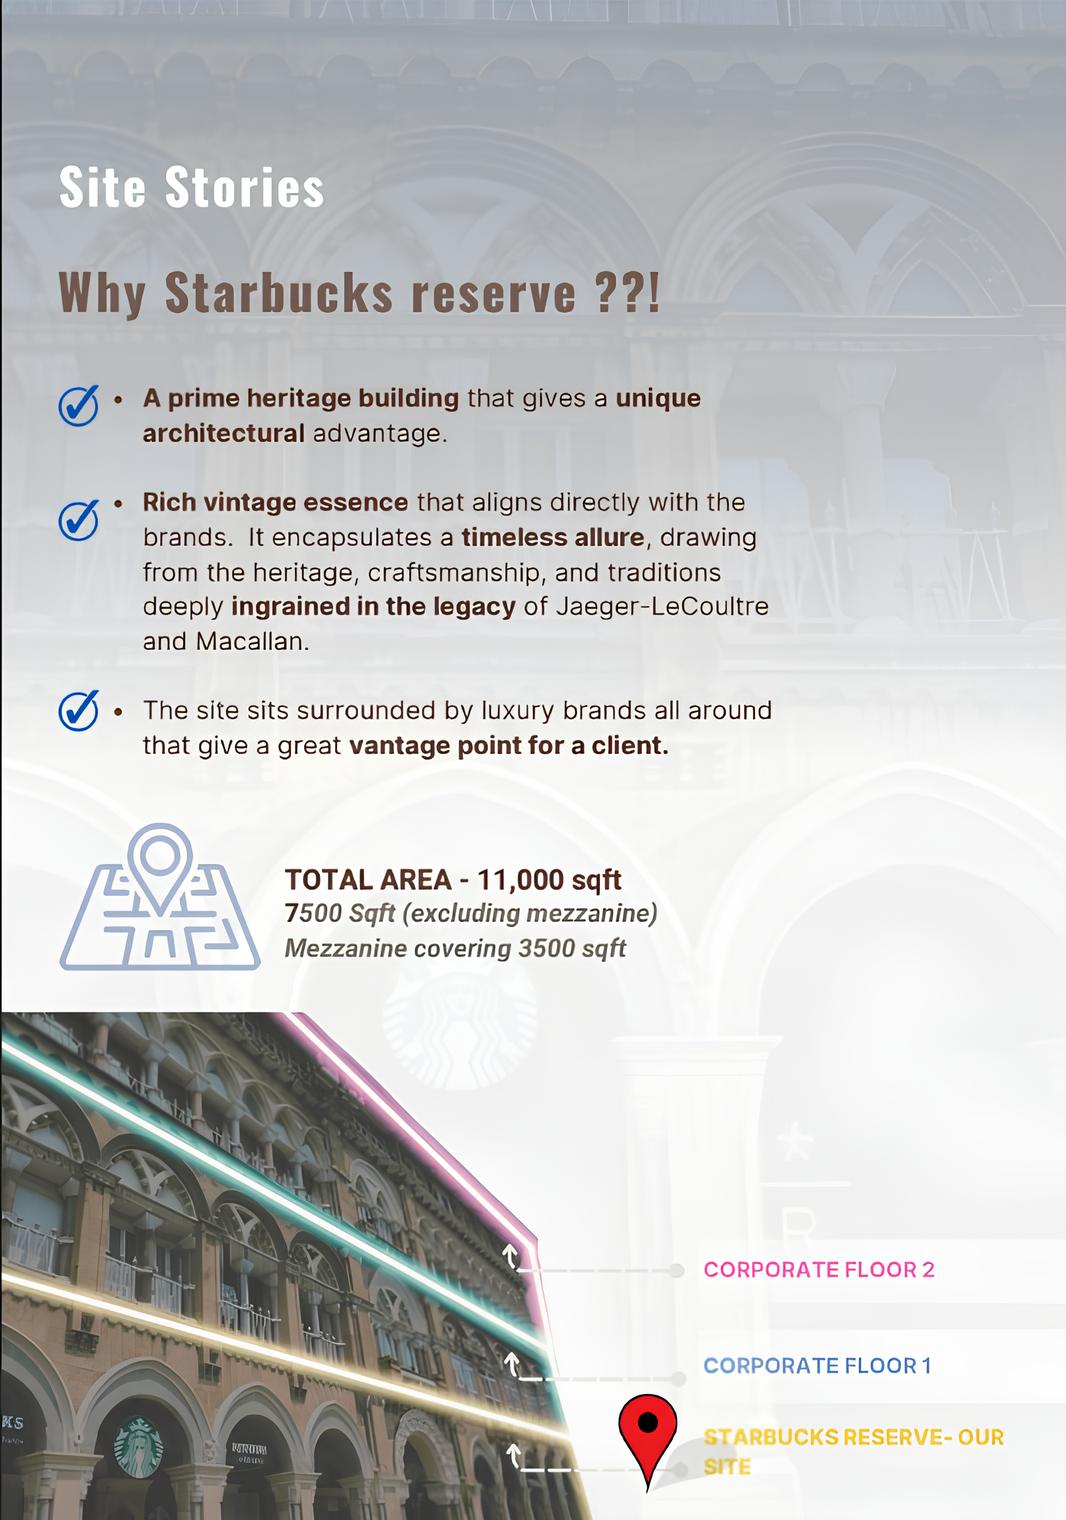 Site Stories
Why Starbucks reserve ??!
• A prime heritage building that gives a unique
architectural advantage.
• Rich vintage essence that aligns directly with the
brands.  It encapsulates a timeless allure, drawing
from the heritage, craftsmanship, and traditions
deeply ingrained in the legacy of Jaeger-LeCoultre
and Macallan.
• The site sits surrounded by luxury brands all around
that give a great vantage point for a client.
TOTAL AREA - 11,000 sqft
7500 Sqft (excluding mezzanine)
Mezzanine covering 3500 sqft
R
CORPORATE FLOOR 2
CORPORATE FLOOR 1
STARBUCKS RESERVE- OUR
SITE
KS